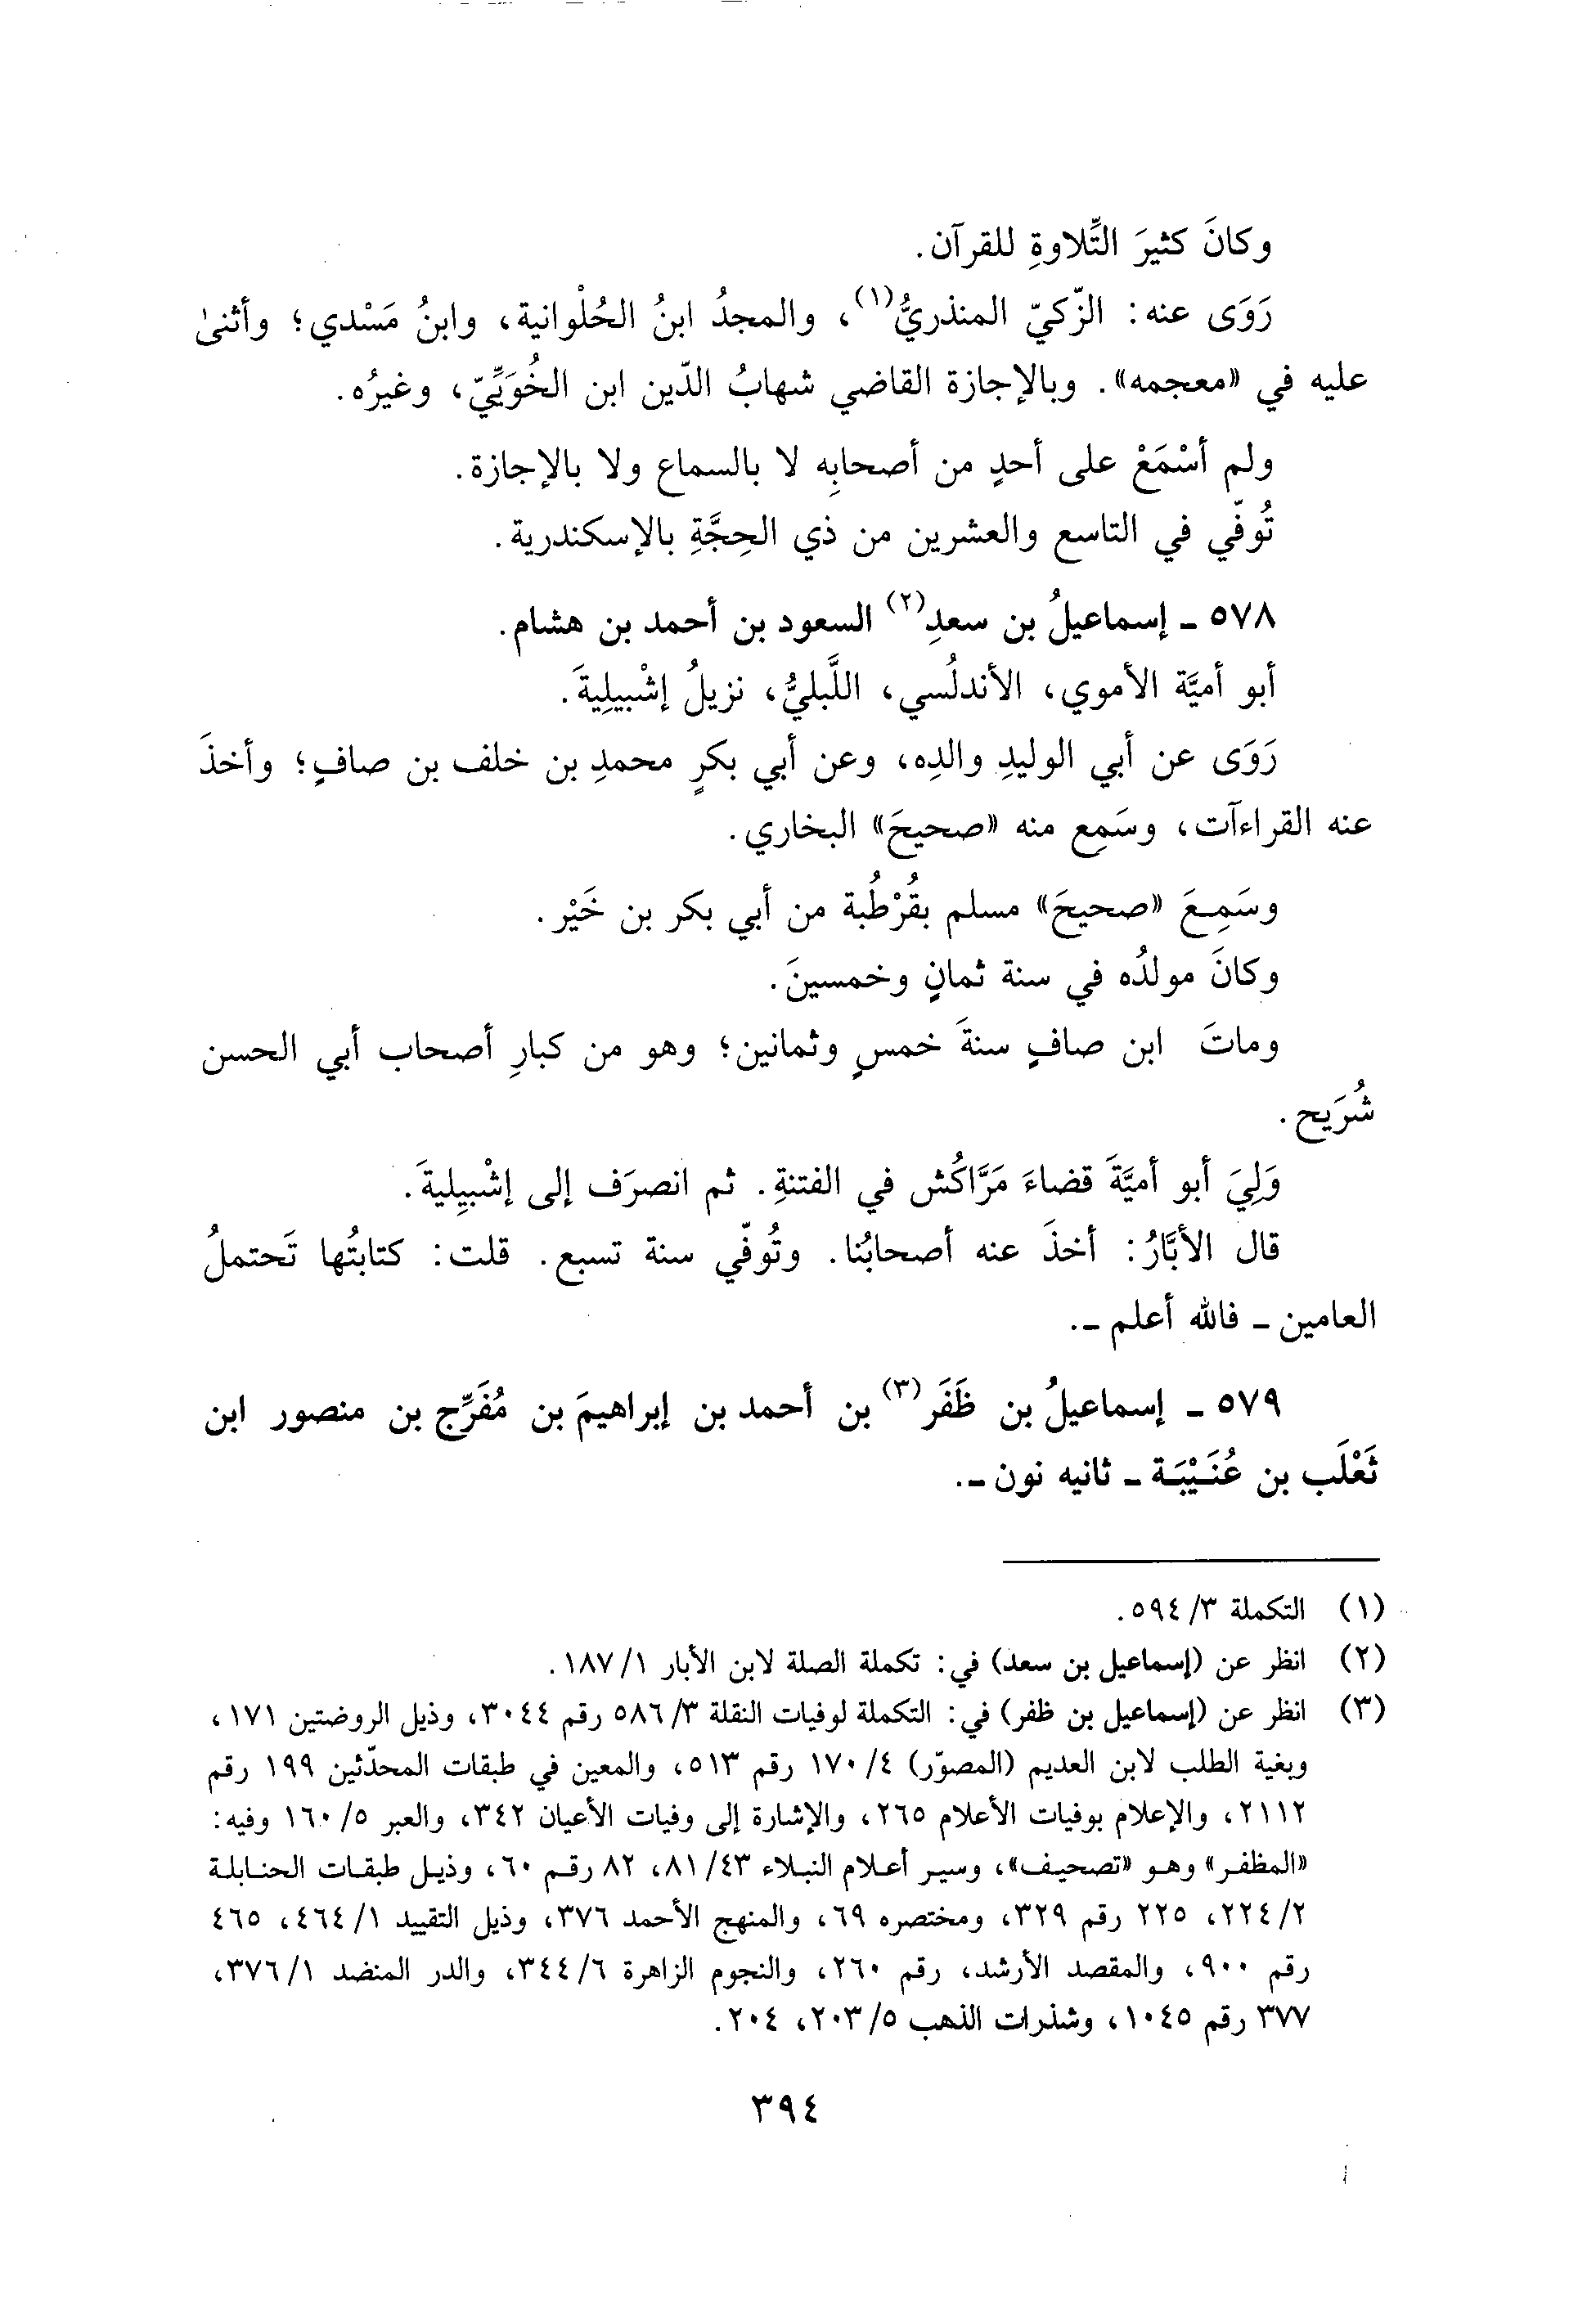 وكانَ كثيرَ التِّلاوةِ للقرآن.
رَوَى عنه: الزّكيّ المنذريُّ(١)، والمجدُ ابنُ الحُلْوانية، وابنُ مَسْدي؛ وأثنىٰ
عليه في «معجمه». وبالإجازة القاضي شهابُ الدّين ابن الخُوَيِّيّ، وغيرُه.
ولم أسْمَعْ على أحدٍ من أصحابِه لا بالسماع ولا بالإجازة.
تُوفّي في التاسع والعشرين من ذي الحِجَّةِ بالإسكندرية.
٥٧٨ ـ إسماعيلُ بن سعدِ(٢) السعود بن أحمد بن هشام.
أبو أميَّة الأموي، الأندلُسي، اللَّبليُّ، نزيلُ إشْبيلِيةَ.
رَوَى عن أبي الوليدِ والدِه، وعن أبي بكرٍ محمدِ بن خلف بن صافٍ؛ وأخذَ
عنه القراءآت، وسَمِع منه «صحيحَ» البخاري.
وسَمِعَ «صحيحَ» مسلم بقُرْطُبة من أبي بكر بن خَيْر.
وكانَ مولدُه في سنة ثمانٍ وخمسينَ.
وماتَ ابن صافٍ سنةَ خمسٍ وثمانين؛ وهو من كبارِ أصحاب أبي الحسن
شُرَيح.
وَلِيَ أبو أميَّةَ قضاءَ مَرَّاكُش في الفتنةِ. ثم انصرَف إلى إشْبِيلِيةَ.
قال الأبَّارُ: أخذَ عنه أصحابُنا. وتُوفّي سنة تسبع. قلت: كتابتُها تَحتملُ
العامين ـ فالله أعلم ـ.
٥٧٩ ـ إسماعيلُ بن ظَفَر(٣) بن أحمد بن إبراهيمَ بن مُفَرِّج بن منصور ابن
ثَعْلَب بن عُنَيْبَة ـ ثانيه نون ـ.
(١) التكملة ٣/ ٥٩٤.
(٢) انظر عن (إسماعيل بن سعد) في: تكملة الصلة لابن الأبار ١/ ١٨٧.
(٣) انظر عن (إسماعيل بن ظفر) في: التكملة لوفيات النقلة ٣/ ٥٨٦ رقم ٣٠٤٤، وذيل الروضتين ١٧١،
وبغية الطلب لابن العديم (المصوّر) ٤/ ١٧٠ رقم ٥١٣، والمعين في طبقات المحدّثين ١٩٩ رقم
٢١١٢، والإعلام بوفيات الأعلام ٢٦٥، والإشارة إلى وفيات الأعيان ٣٤٢، والعبر ٥/ ١٦٠ وفيه:
«المظفر» وهو «تصحيف»، وسير أعلام النبلاء ٤٣/ ٨١، ٨٢ رقم ٦٠، وذيل طبقات الحنابلة
٢/ ٢٢٤، ٢٢٥ رقم ٣٢٩، ومختصره ٦٩، والمنهج الأحمد ٣٧٦، وذيل التقييد ١/ ٤٦٤، ٤٦٥
رقم ٩٠٠، والمقصد الأرشد، رقم ٢٦٠، والنجوم الزاهرة ٦/ ٣٤٤، والدر المنضد ١/ ٣٧٦،
٣٧٧ رقم ١٠٤٥، وشذرات الذهب ٥/ ٢٠٣، ٢٠٤.
٣٩٤